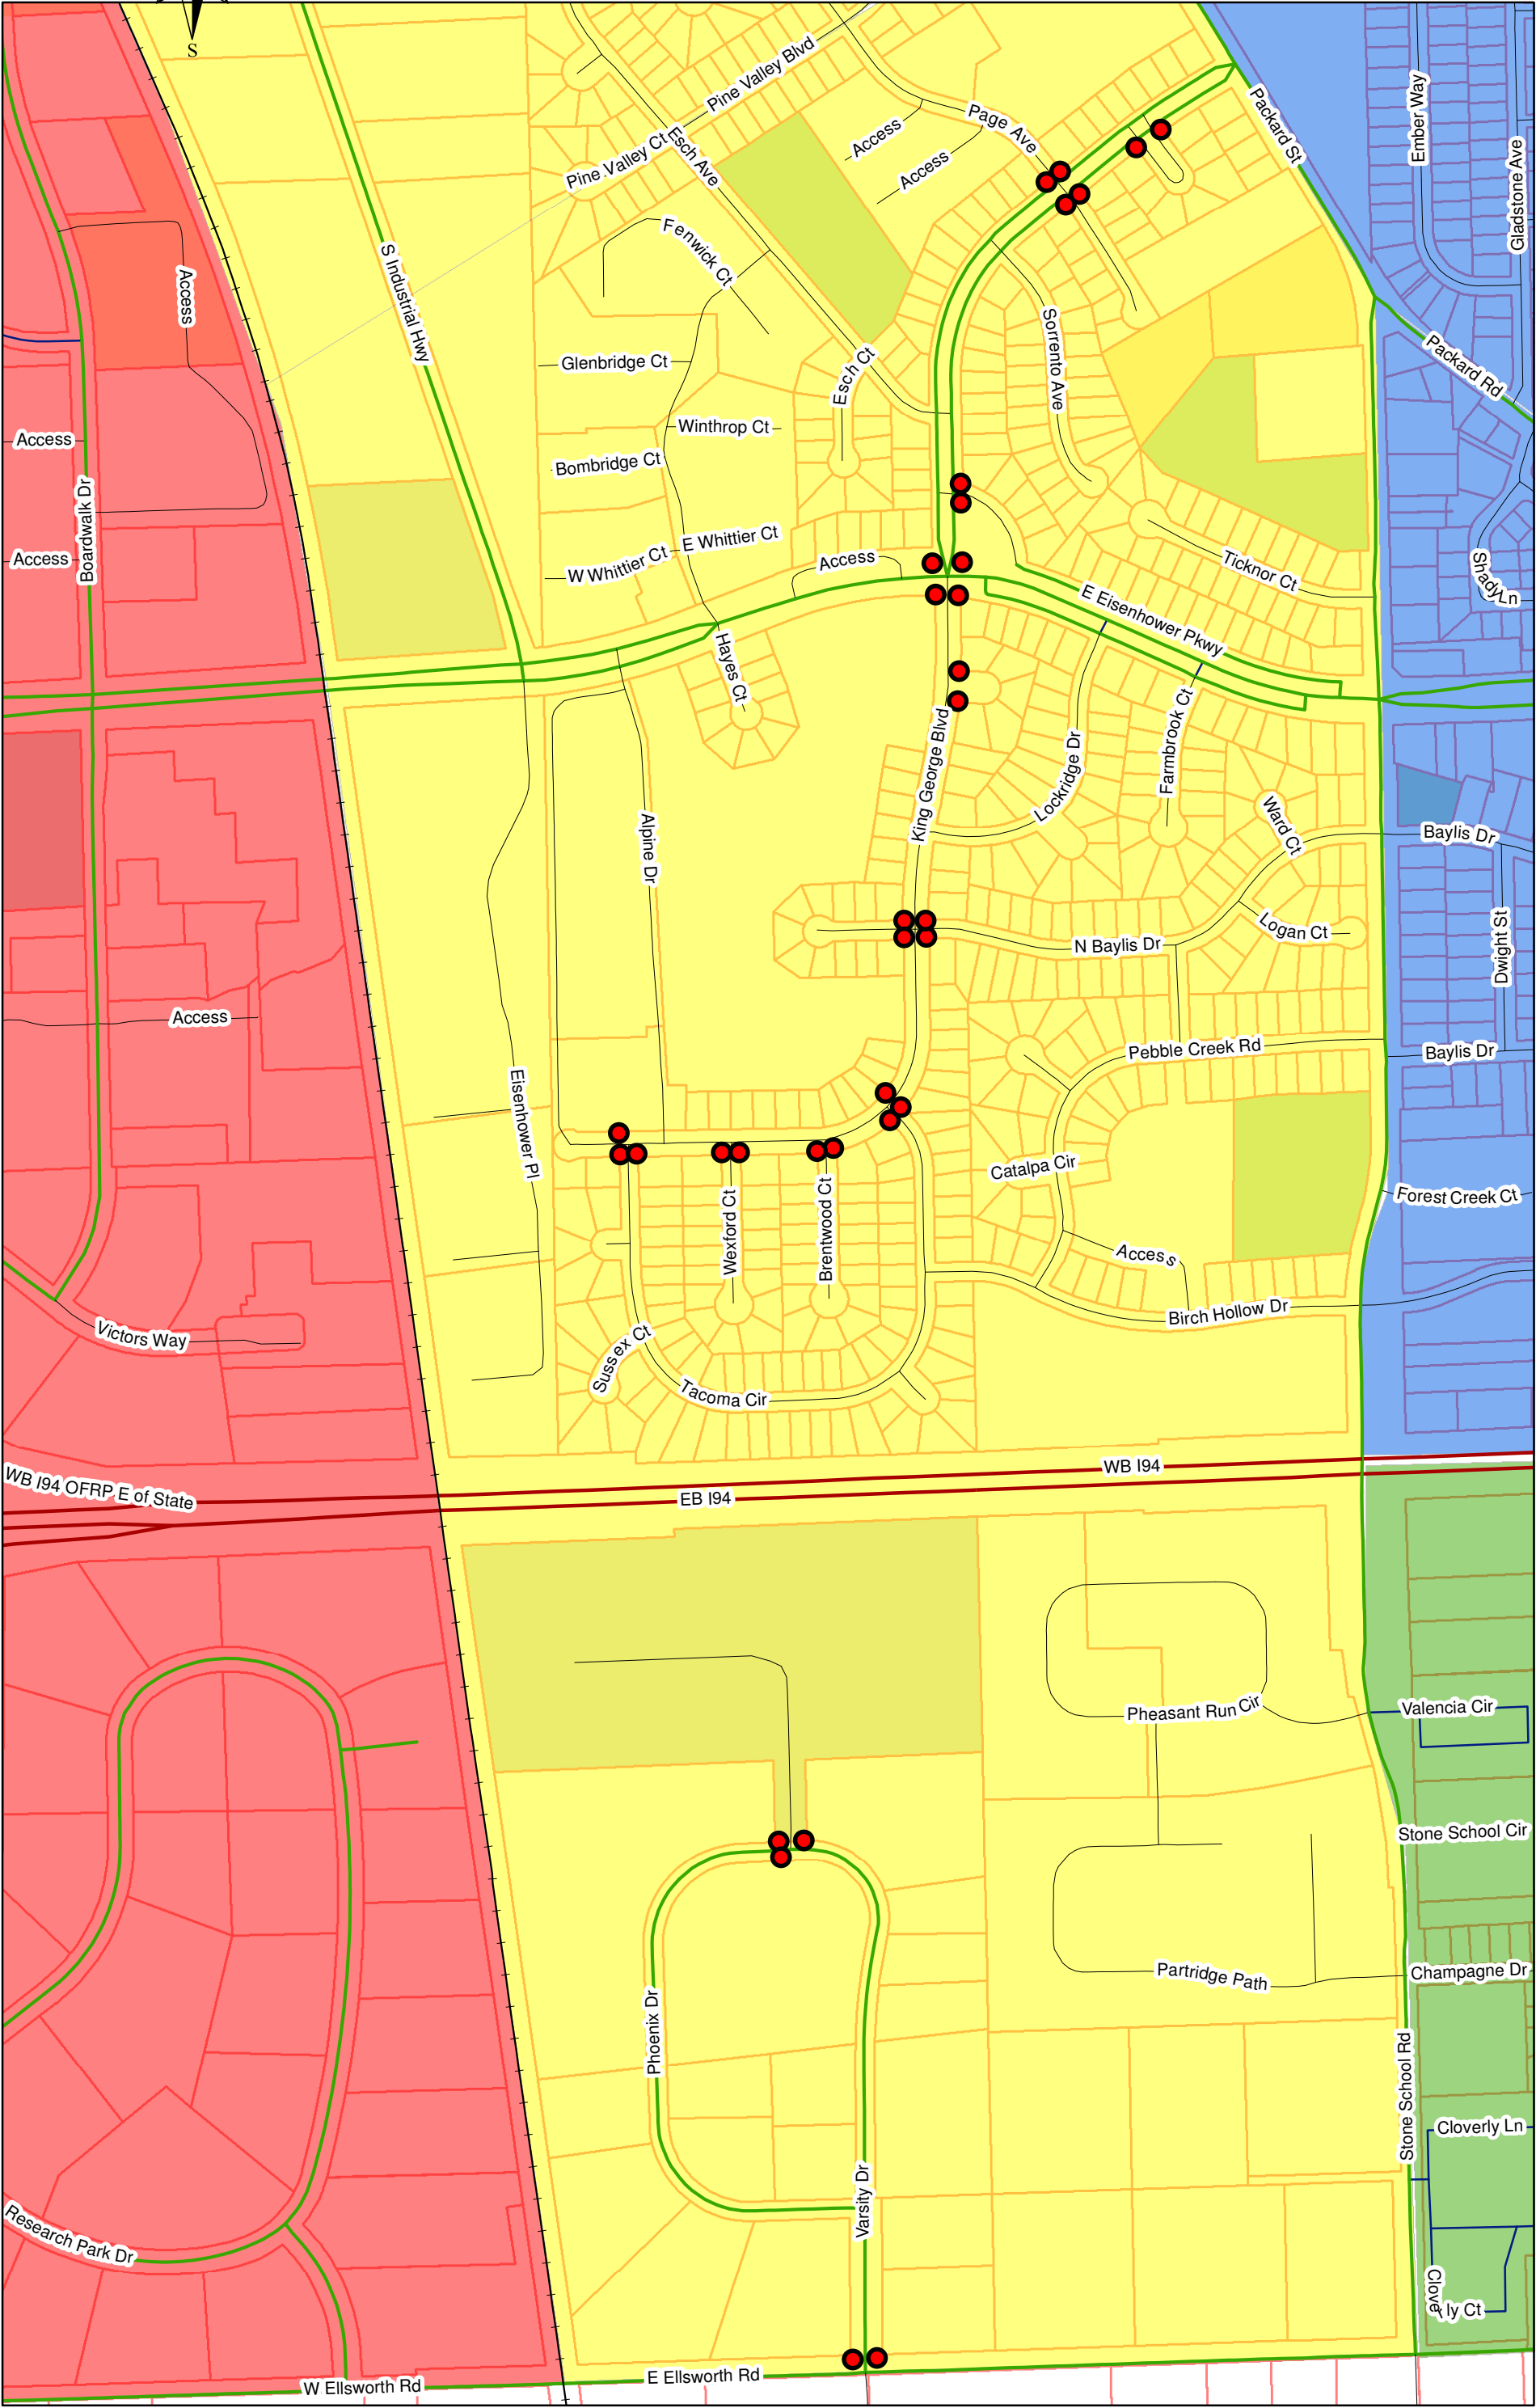 S
Pine Valley Blvd
Pine Valley Ct
Esch Ave
Page Ave
Access
Access
Packard St
Ember Way
Gladstone Ave
Access
S Industrial Hwy
Fenwick Ct
Glenbridge Ct
Esch Ct
Sorrento Ave
Packard Rd
Winthrop Ct
Bombridge Ct
Access
Boardwalk Dr
Access
W Whittier Ct
E Whittier Ct
Access
Ticknor Ct
Shady Ln
E Eisenhower Pkwy
Hayes Ct
King George Blvd
Lockridge Dr
Farmbrook Ct
Ward Ct
Baylis Dr
Alpine Dr
Logan Ct
N Baylis Dr
Dwight St
Access
Pebble Creek Rd
Baylis Dr
Eisenhower Pl
Catalpa Cir
Forest Creek Ct
Wexford Ct
Brentwood Ct
Access
Birch Hollow Dr
Victors Way
Sussex Ct
Tacoma Cir
WB I94 OFRP E of State
WB I94
EB I94
Pheasant Run Cir
Valencia Cir
Stone School Cir
Partridge Path
Champagne Dr
Phoenix Dr
Stone School Rd
Cloverly Ln
Varsity Dr
Research Park Dr
Cloverly Ct
W Ellsworth Rd
E Ellsworth Rd